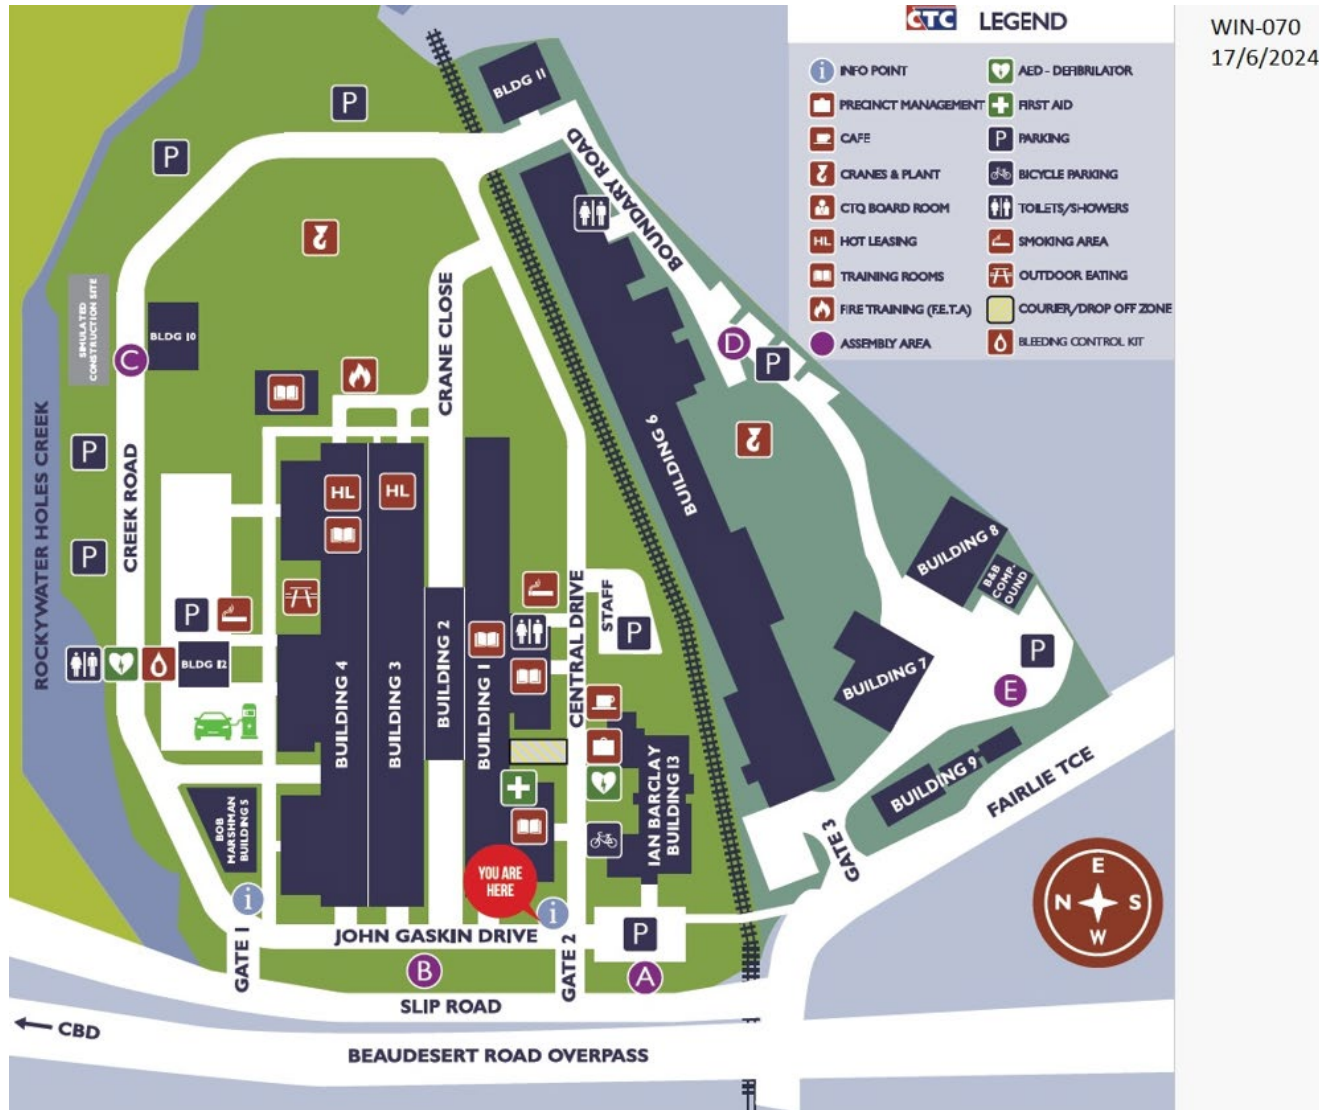 CTC LEGEND
INFO POINT
PRECINCT MANAGEMENT
CAFE
CRANES & PLANT
CTQ BOARD ROOM
HL HOT LEASING
TRAINING ROOMS
FIRE TRAINING (F.E.T.A)
ASSEMBLY AREA
AED - DEFIBRILATOR
FIRST AID
P PARKING
BICYCLE PARKING
TOILETS/SHOWERS
SMOKING AREA
OUTDOOR EATING
COURIER/DROP OFF ZONE
BLEEDING CONTROL KIT
WIN-070
17/6/2024
BLDG 11
P
P
BOUNDARY ROAD
SIMULATED
CONSTRUCTION SITE
BLDG 10
C
CRANE CLOSE
D
P
ROCKYWATER HOLES CREEK
CREEK ROAD
P
P
HL
HL
BUILDING 6
BUILDING 8
B&B
COMP-
OUND
P
BLDG 12
BUILDING 4
BUILDING 3
BUILDING 2
BUILDING 1
CENTRAL DRIVE
STAFF
P
BUILDING 7
P
E
BUILDING 9
FAIRLIE TCE
BOB
MARSHMAN
BUILDING 5
IAN BARCLAY
BUILDING 13
GATE 3
YOU ARE
HERE
i
i
JOHN GASKIN DRIVE
P
GATE 1
B
GATE 2
A
SLIP ROAD
CBD
BEAUDESERT ROAD OVERPASS
E
N S
W